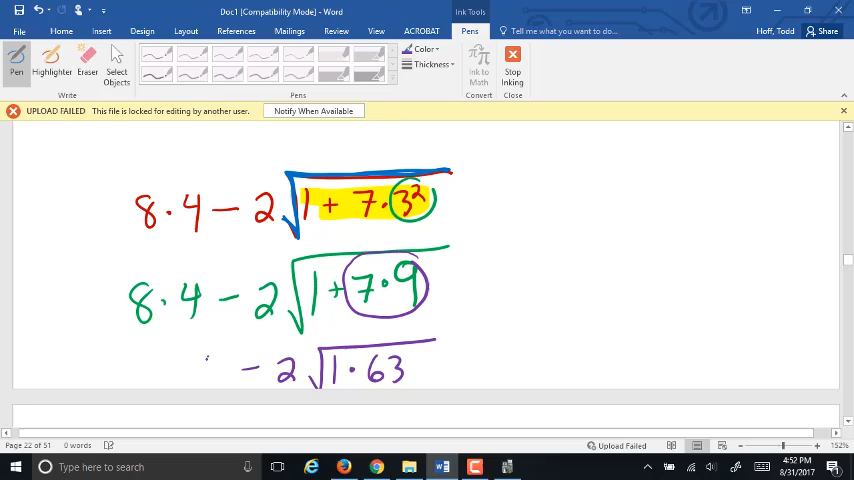 Doc1 [Compatibility Mode] - Word
Ink Tools
Hoff, Todd
File Home Insert Design Layout References Mailings Review View ACROBAT Pens Tell me what you want to do... Share
Pen Highlighter Eraser Select Objects
Color
Thickness
Ink to Math
Stop Inking
Write Pens Convert Close
UPLOAD FAILED This file is locked for editing by another user. Notify When Available
8·4 − 2√1 + 7·3²
8·4 − 2√1 + 7·9
− 2√1·63
Page 22 of 51 0 words Upload Failed 152%
Type here to search
4:52 PM
8/31/2017
1